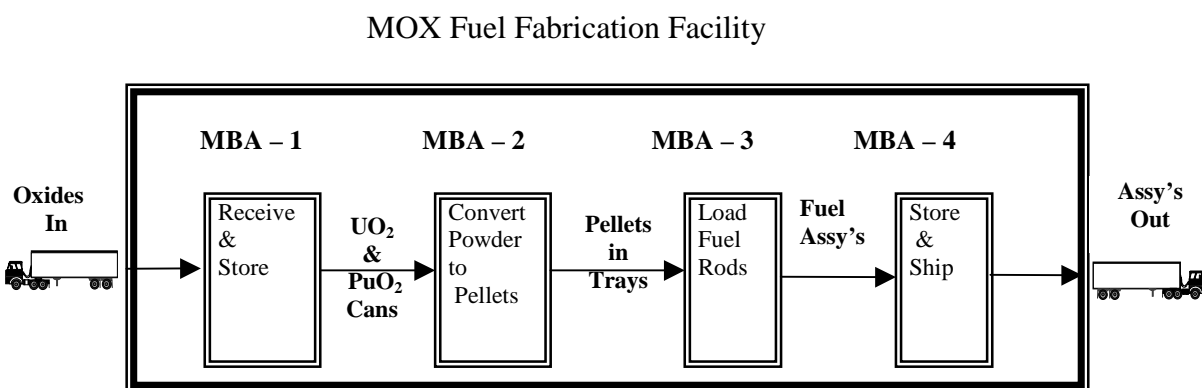 MOX Fuel Fabrication Facility
MBA – 1
MBA – 2
MBA – 3
MBA – 4
Oxides
In
Receive
&
Store
UO₂
&
PuO₂
Cans
Convert
Powder
to
Pellets
Pellets
in
Trays
Load
Fuel
Rods
Fuel
Assy's
Store
&
Ship
Assy's
Out